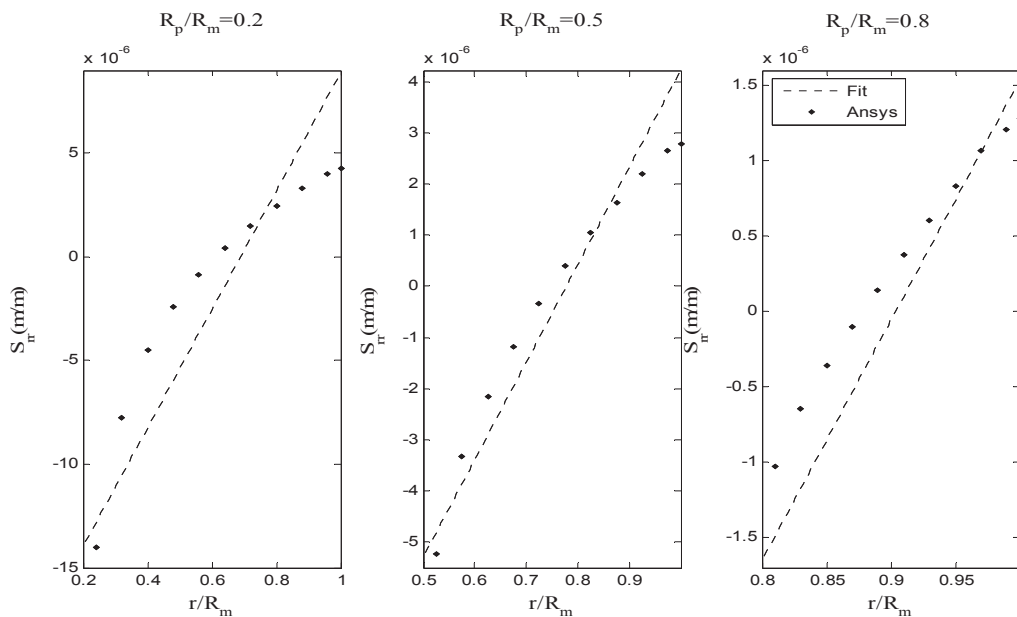 R_p/R_m=0.2
x 10^-6
5
0
-5
-10
-15
0.2 0.4 0.6 0.8 1
S_rr(m/m)
r/R_m
R_p/R_m=0.5
x 10^-6
4
3
2
1
0
-1
-2
-3
-4
-5
0.5 0.6 0.7 0.8 0.9
S_rr(m/m)
r/R_m
R_p/R_m=0.8
x 10^-6
1.5
1
0.5
0
-0.5
-1
-1.5
0.8 0.85 0.9 0.95
S_rr(m/m)
r/R_m
Fit
Ansys